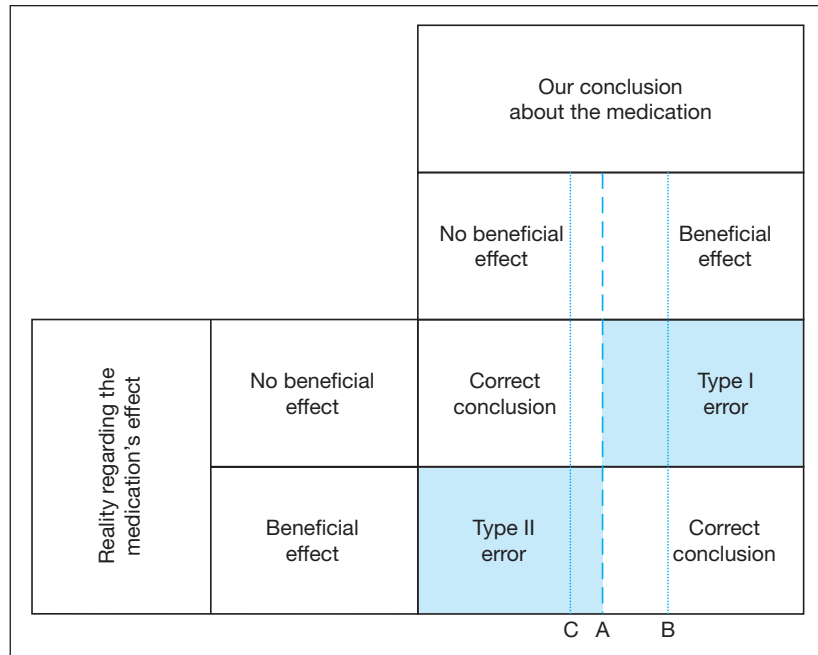 Our conclusion
about the medication
No beneficial
effect
Beneficial
effect
Reality regarding the
medication's effect
No beneficial
effect
Correct
conclusion
Type I
error
Beneficial
effect
Type II
error
Correct
conclusion
C A B